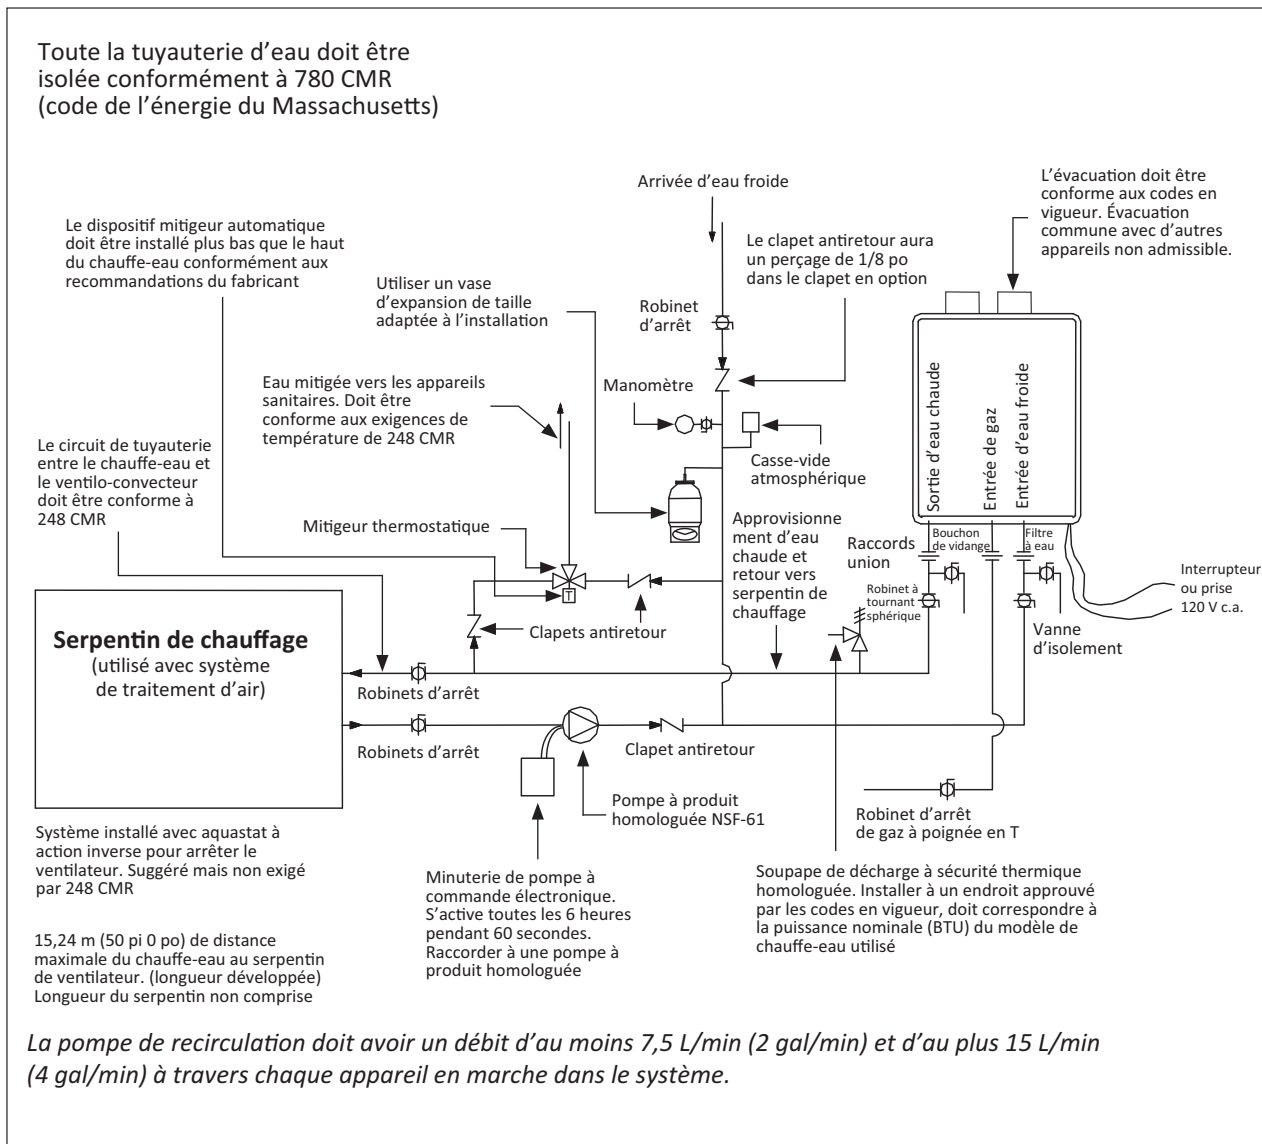 Toute la tuyauterie d’eau doit être
isolée conformément à 780 CMR
(code de l’énergie du Massachusetts)
Arrivée d’eau froide
L’évacuation doit être
conforme aux codes en
vigueur. Évacuation
commune avec d’autres
appareils non admissible.
Le dispositif mitigeur automatique
doit être installé plus bas que le haut
du chauffe-eau conformément aux
recommandations du fabricant
Le clapet antiretour aura
un perçage de 1/8 po
dans le clapet en option
Utiliser un vase
d’expansion de taille
adaptée à l’installation
Robinet
d’arrêt
Eau mitigée vers les appareils
sanitaires. Doit être
conforme aux exigences de
température de 248 CMR
Manomètre
Sortie d’eau chaude
Entrée de gaz
Entrée d’eau froide
Le circuit de tuyauterie
entre le chauffe-eau et
le ventilo-convecteur
doit être conforme à
248 CMR
Casse-vide
atmosphérique
Mitigeur thermostatique
Approvisionne
ment d’eau
chaude et
retour vers
serpentin de
chauffage
Raccords
union
Bouchon
de vidange
Filtre
à eau
Interrupteur
ou prise
120 V c.a.
T
Robinet à
tournant
sphérique
Serpentin de chauffage
(utilisé avec système
de traitement d’air)
Clapets antiretour
Vanne
d’isolement
Robinets d’arrêt
Robinets d’arrêt
Clapet antiretour
Pompe à produit
homologuée NSF-61
Robinet d’arrêt
de gaz à poignée en T
Système installé avec aquastat à
action inverse pour arrêter le
ventilateur. Suggéré mais non exigé
par 248 CMR
Minuterie de pompe à
commande électronique.
S’active toutes les 6 heures
pendant 60 secondes.
Raccorder à une pompe à
produit homologuée
Soupape de décharge à sécurité thermique
homologuée. Installer à un endroit approuvé
par les codes en vigueur, doit correspondre à
la puissance nominale (BTU) du modèle de
chauffe-eau utilisé
15,24 m (50 pi 0 po) de distance
maximale du chauffe-eau au serpentin
de ventilateur. (longueur développée)
Longueur du serpentin non comprise
La pompe de recirculation doit avoir un débit d’au moins 7,5 L/min (2 gal/min) et d’au plus 15 L/min
(4 gal/min) à travers chaque appareil en marche dans le système.